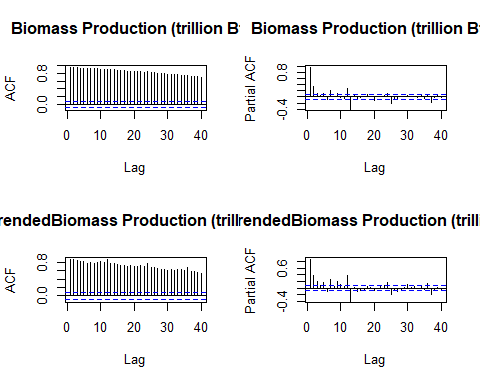 Biomass Production (trillion Bt
Biomass Production (trillion Bt
ACF
0.0 0.8
0 10 20 30 40
Lag
Partial ACF
-0.4 0.8
0 10 20 30 40
Lag
rendedBiomass Production (trilli
rendedBiomass Production (trilli
ACF
0.0 0.8
0 10 20 30 40
Lag
Partial ACF
-0.4 0.6
0 10 20 30 40
Lag